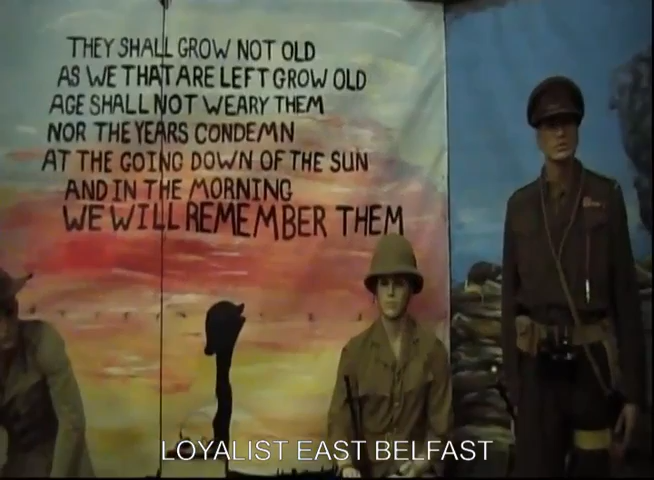 THEY SHALL GROW NOT OLD
AS WE THAT ARE LEFT GROW OLD
AGE SHALL NOT WEARY THEM
NOR THE YEARS CONDEMN
AT THE GOING DOWN OF THE SUN
AND IN THE MORNING
WE WILL REMEMBER THEM
LOYALIST EAST BELFAST